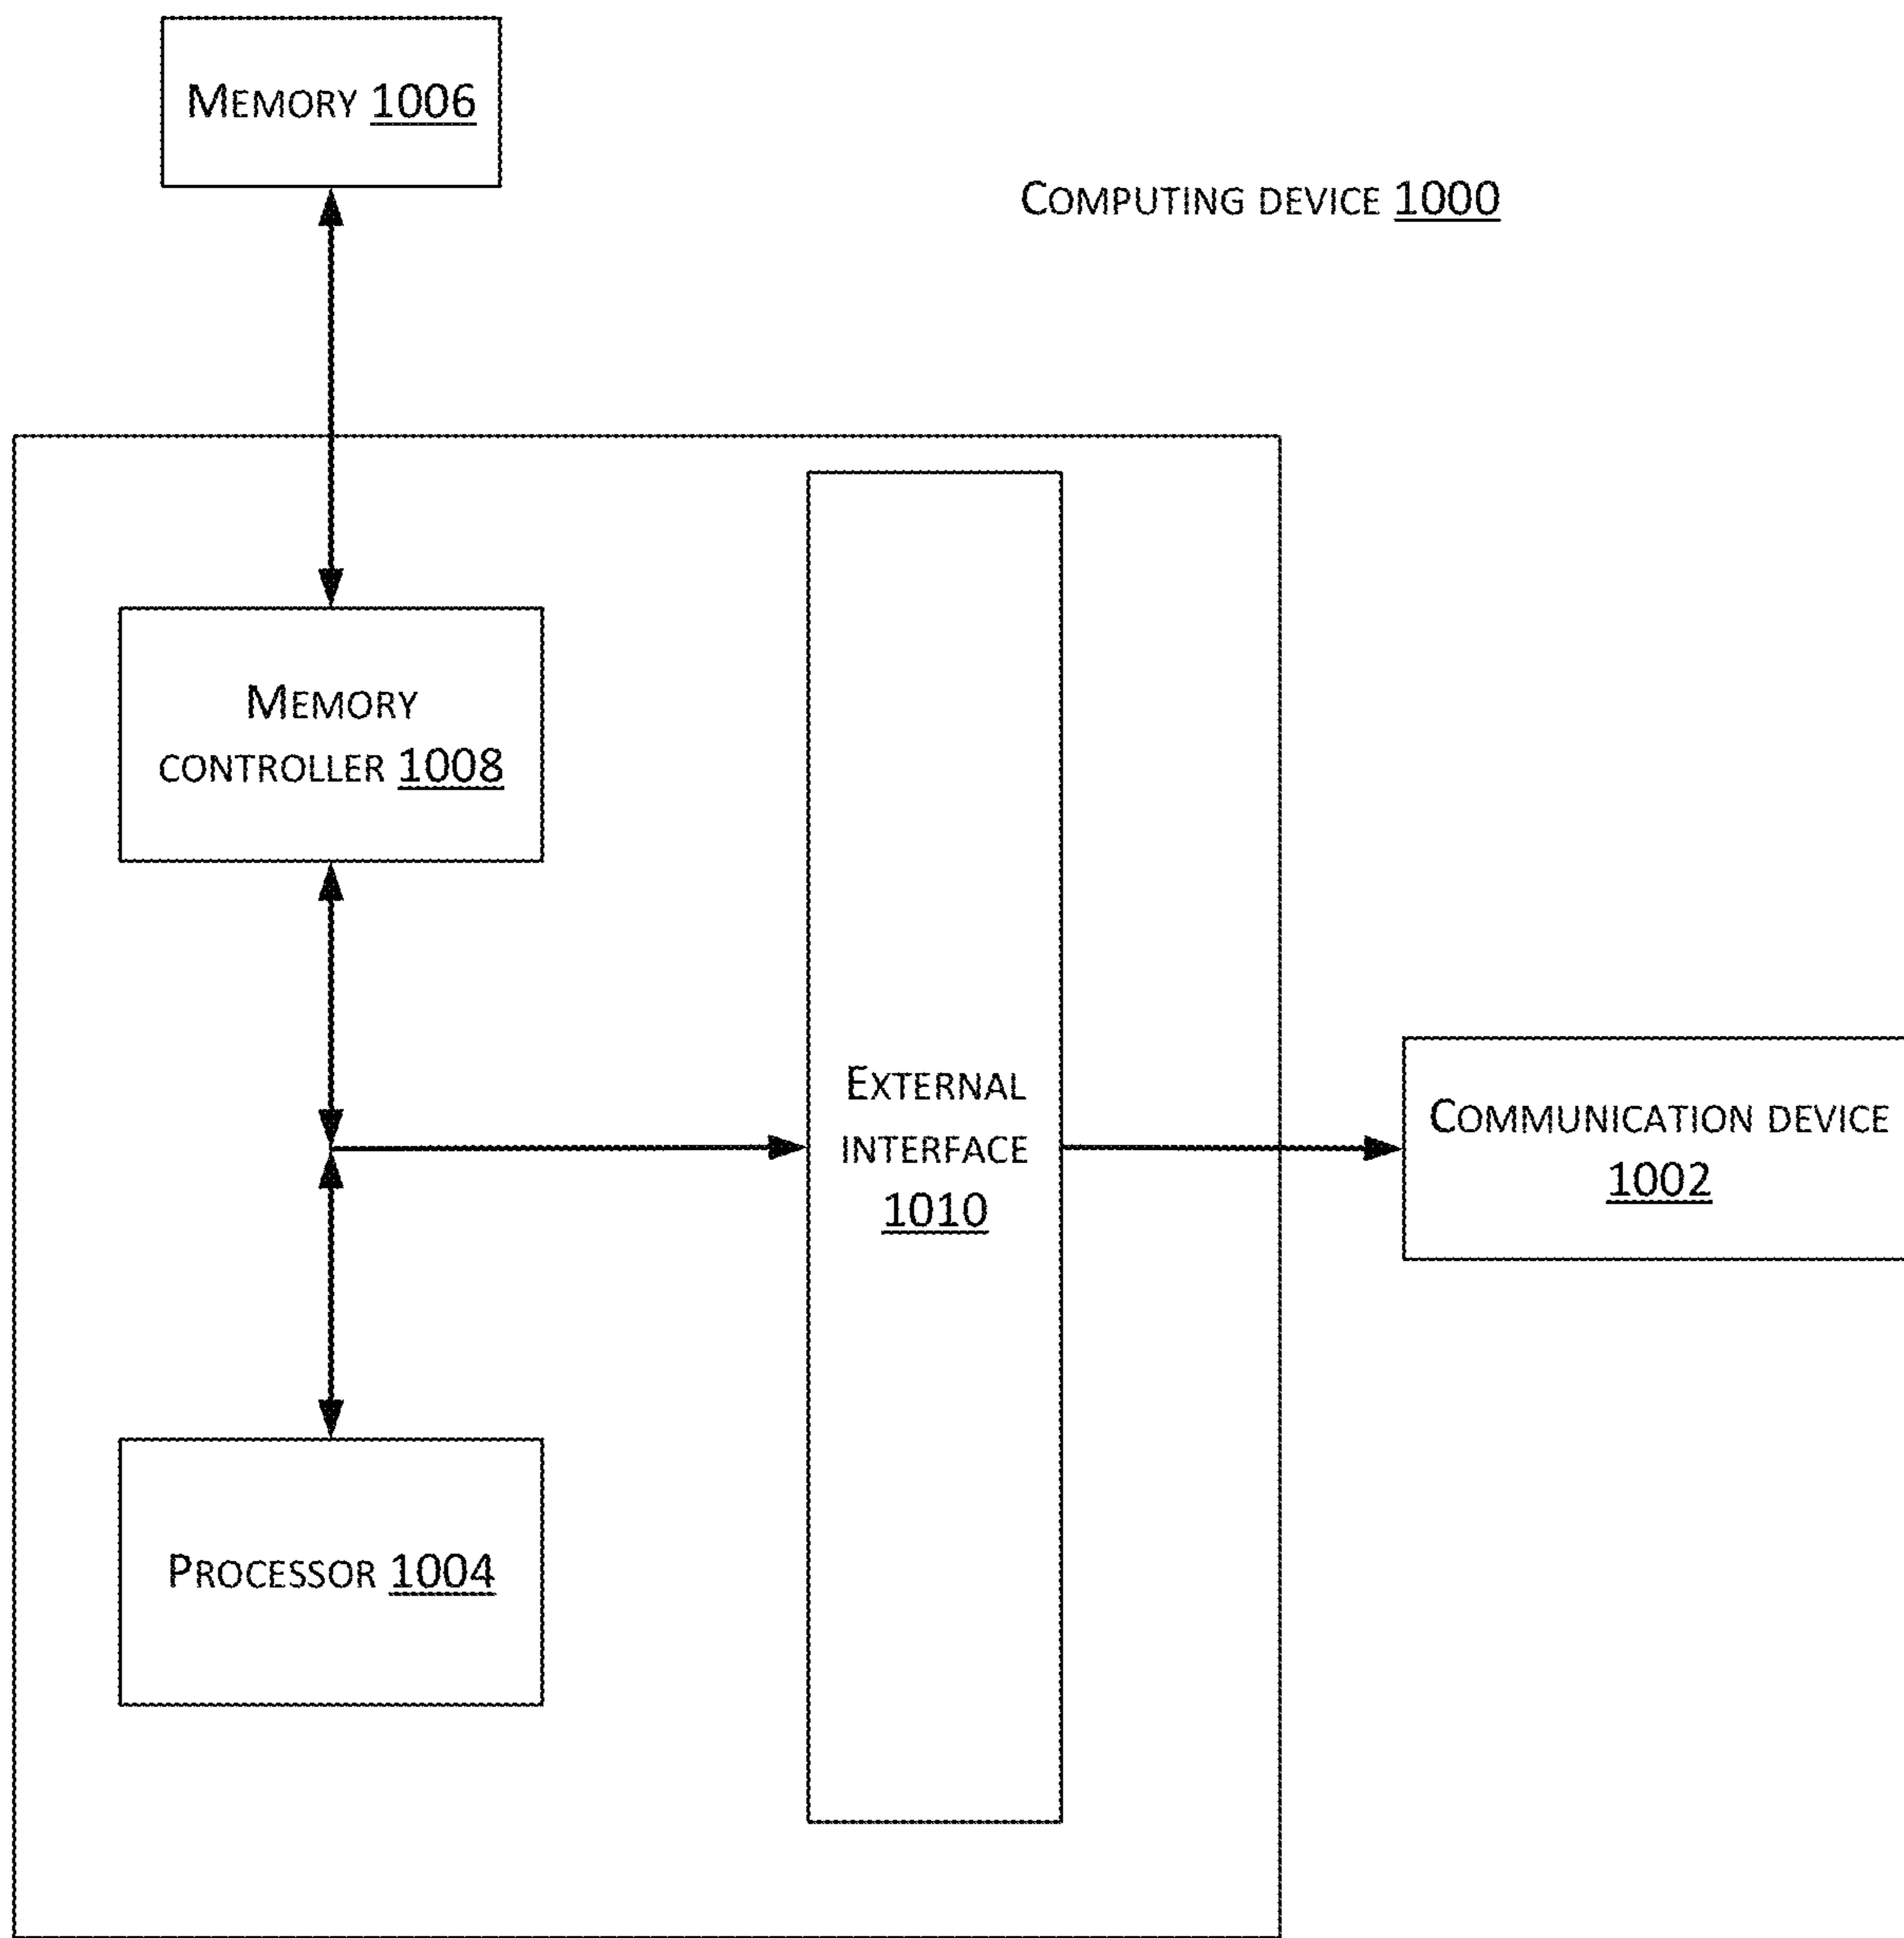 MEMORY 1006
COMPUTING DEVICE 1000
MEMORY
CONTROLLER 1008
EXTERNAL
INTERFACE
1010
COMMUNICATION DEVICE
1002
PROCESSOR 1004